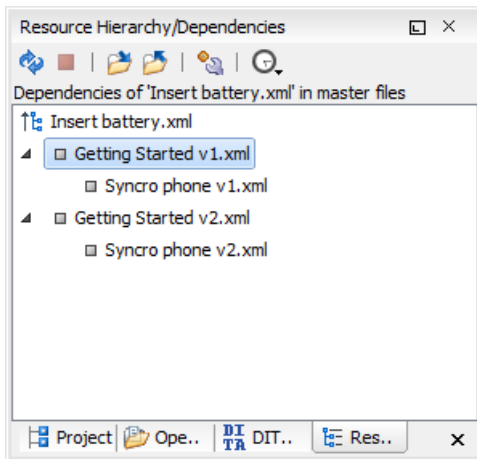 Resource Hierarchy/Dependencies
Dependencies of 'Insert battery.xml' in master files
Insert battery.xml
Getting Started v1.xml
Syncro phone v1.xml
Getting Started v2.xml
Syncro phone v2.xml
Project Ope.. DITA DIT.. Res..